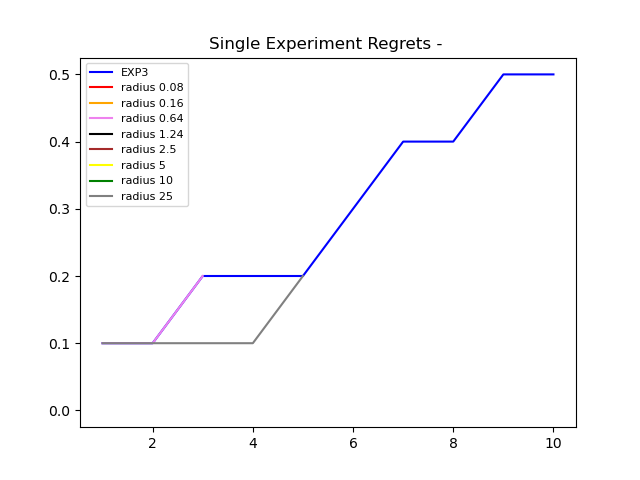 Single Experiment Regrets -
0.5
0.4
0.3
0.2
0.1
0.0
EXP3
radius 0.08
radius 0.16
radius 0.64
radius 1.24
radius 2.5
radius 5
radius 10
radius 25
2 4 6 8 10